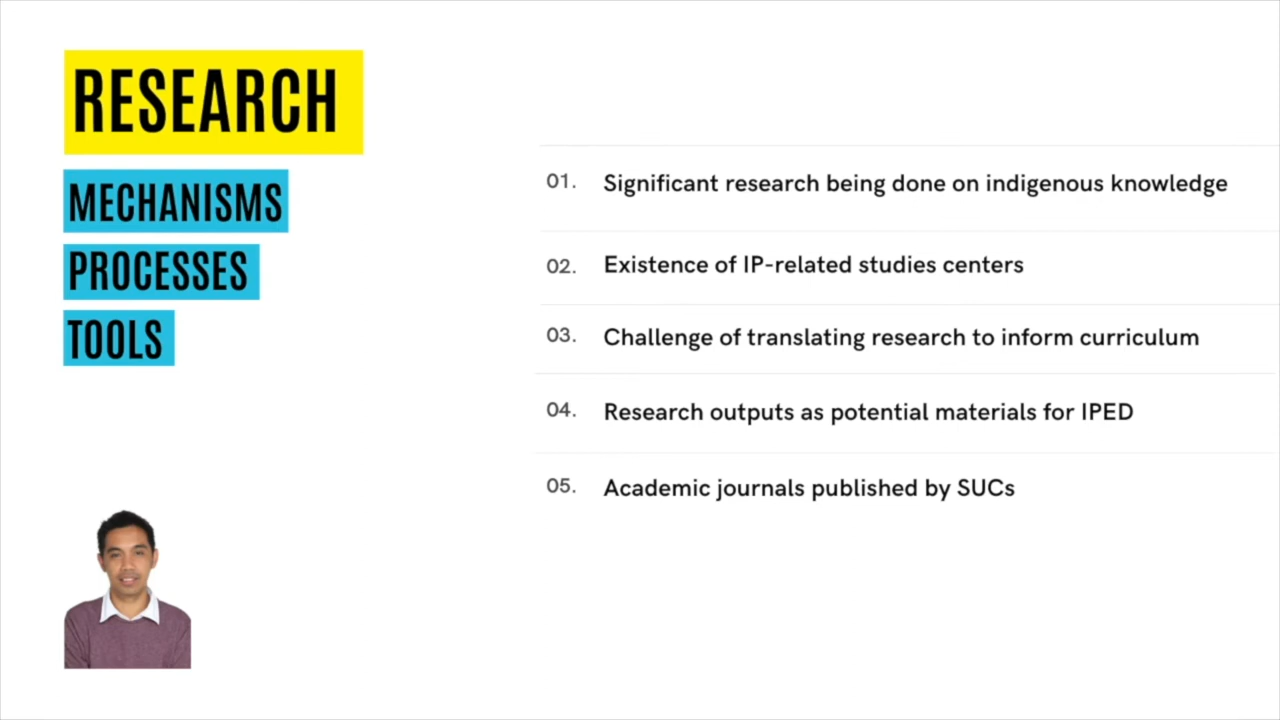 RESEARCH
MECHANISMS
PROCESSES
TOOLS
01. Significant research being done on indigenous knowledge
02. Existence of IP-related studies centers
03. Challenge of translating research to inform curriculum
04. Research outputs as potential materials for IPED
05. Academic journals published by SUCs